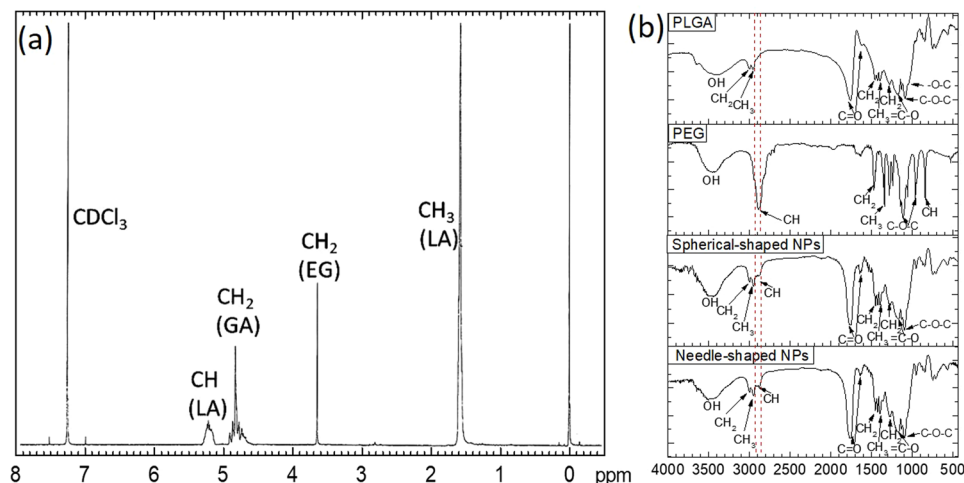 (a)
CDCl3
CH
(LA)
CH2
(GA)
CH2
(EG)
CH3
(LA)
8 7 6 5 4 3 2 1 0 ppm
(b)
PLGA
OH
CH2
CH3
C=O
CH2
CH3
CH2
=C-O
-O-C
C-O-C
PEG
OH
CH
CH2
CH3
C-O-C
CH
Spherical-shaped NPs
OH
CH2
CH3
CH
C=O
CH2
CH3
CH2
=C-O
C-O-C
Needle-shaped NPs
OH
CH2
CH3
CH
C=O
CH2
CH3
CH2
=C-O
C-O-C
4000 3500 3000 2500 2000 1500 1000 500